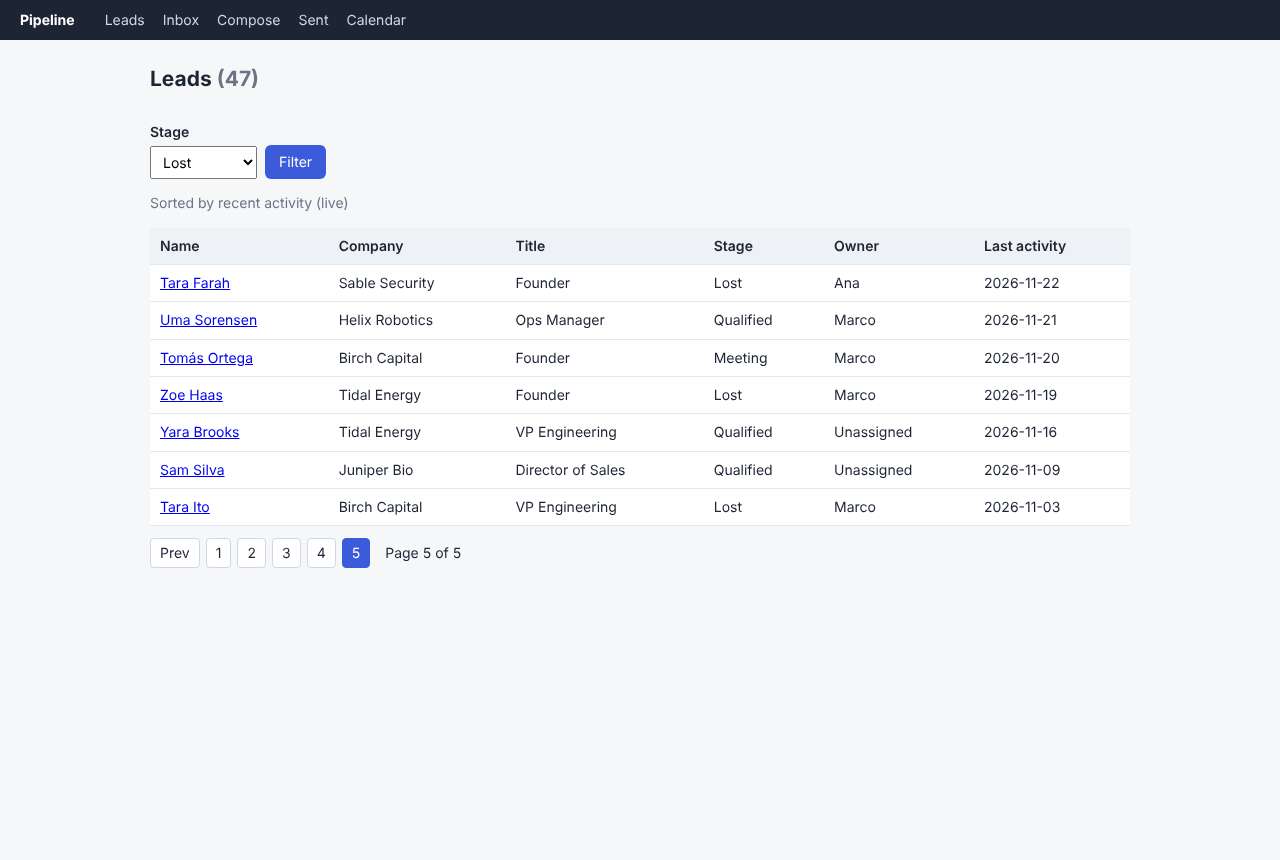 Pipeline Leads Inbox Compose Sent Calendar
Leads (47)
Stage
Lost Filter
Sorted by recent activity (live)
Name Company Title Stage Owner Last activity
Tara Farah Sable Security Founder Lost Ana 2026-11-22
Uma Sorensen Helix Robotics Ops Manager Qualified Marco 2026-11-21
Tomás Ortega Birch Capital Founder Meeting Marco 2026-11-20
Zoe Haas Tidal Energy Founder Lost Marco 2026-11-19
Yara Brooks Tidal Energy VP Engineering Qualified Unassigned 2026-11-16
Sam Silva Juniper Bio Director of Sales Qualified Unassigned 2026-11-09
Tara Ito Birch Capital VP Engineering Lost Marco 2026-11-03
Prev 1 2 3 4 5 Page 5 of 5